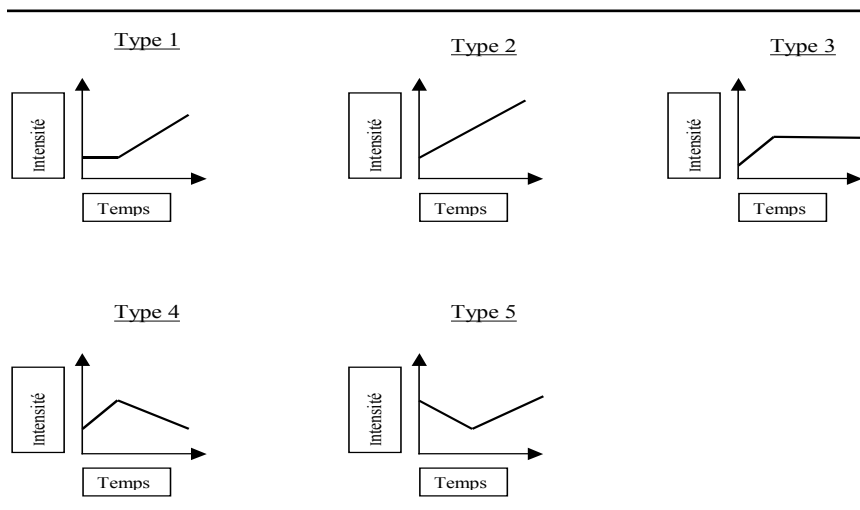 Type 1
Type 2
Type 3
Intensité
Intensité
Intensité
Temps
Temps
Temps
Type 4
Type 5
Intensité
Intensité
Temps
Temps